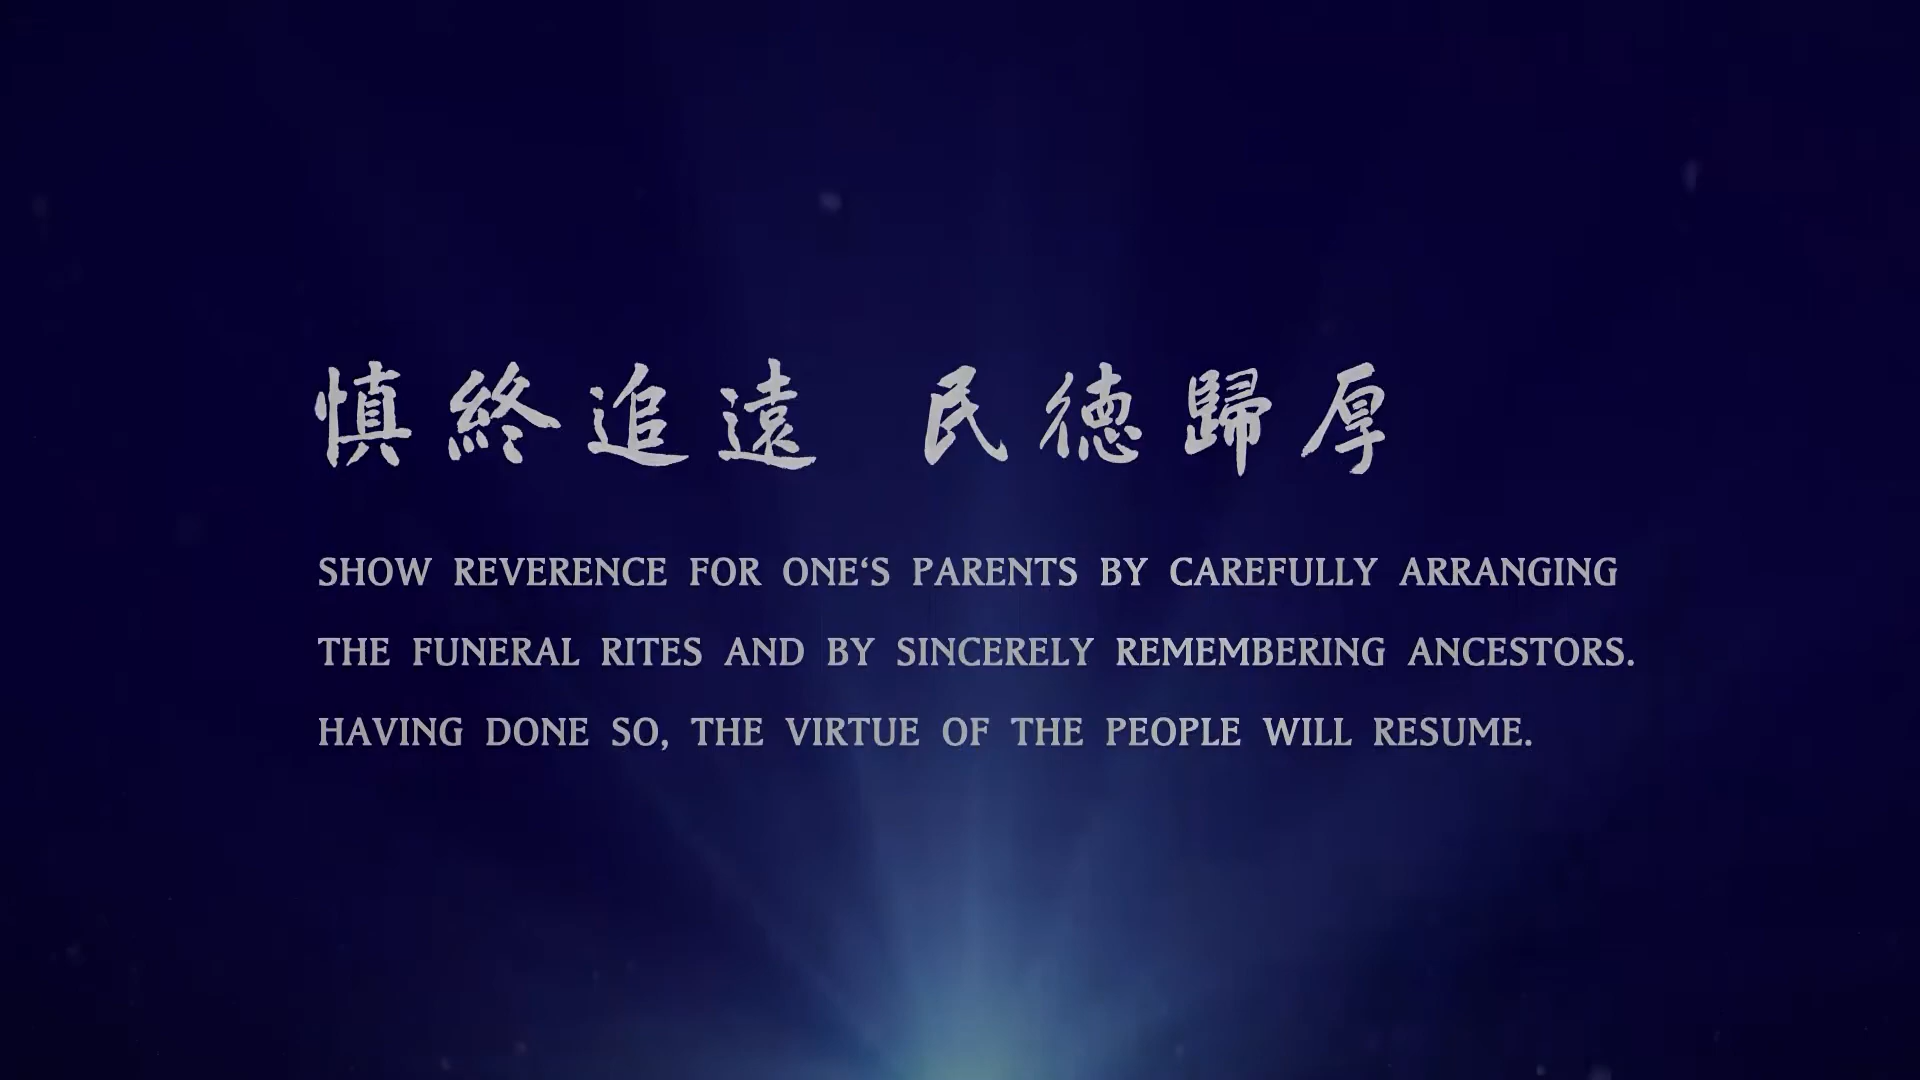 慎終追遠 民德歸厚
SHOW REVERENCE FOR ONE‘S PARENTS BY CAREFULLY ARRANGING
THE FUNERAL RITES AND BY SINCERELY REMEMBERING ANCESTORS.
HAVING DONE SO, THE VIRTUE OF THE PEOPLE WILL RESUME.